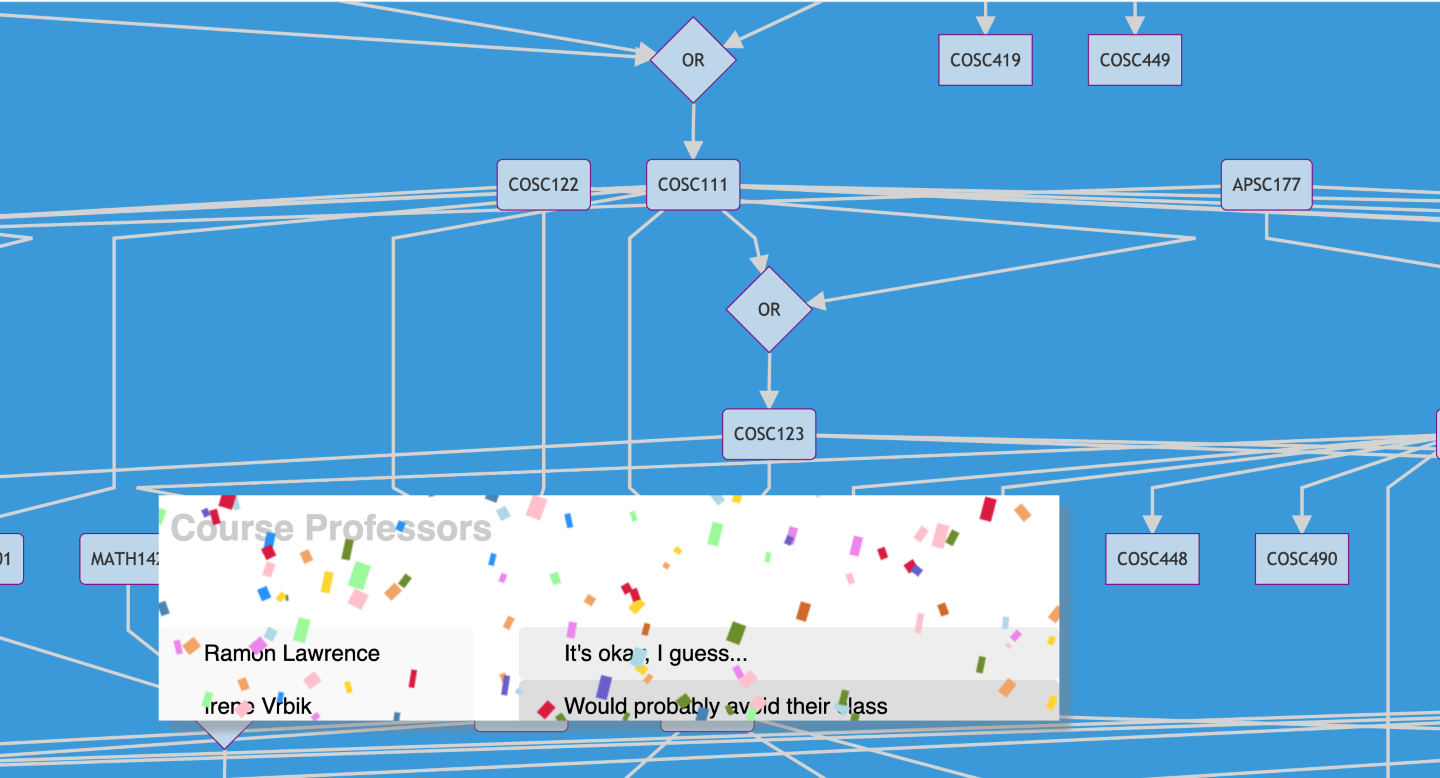 OR
COSC419
COSC449
COSC122
COSC111
APSC177
OR
COSC123
01
MATH142
COSC448
COSC490
Course Professors
Ramon Lawrence
It's okay, I guess...
Irene Vrbik
Would probably avoid their class